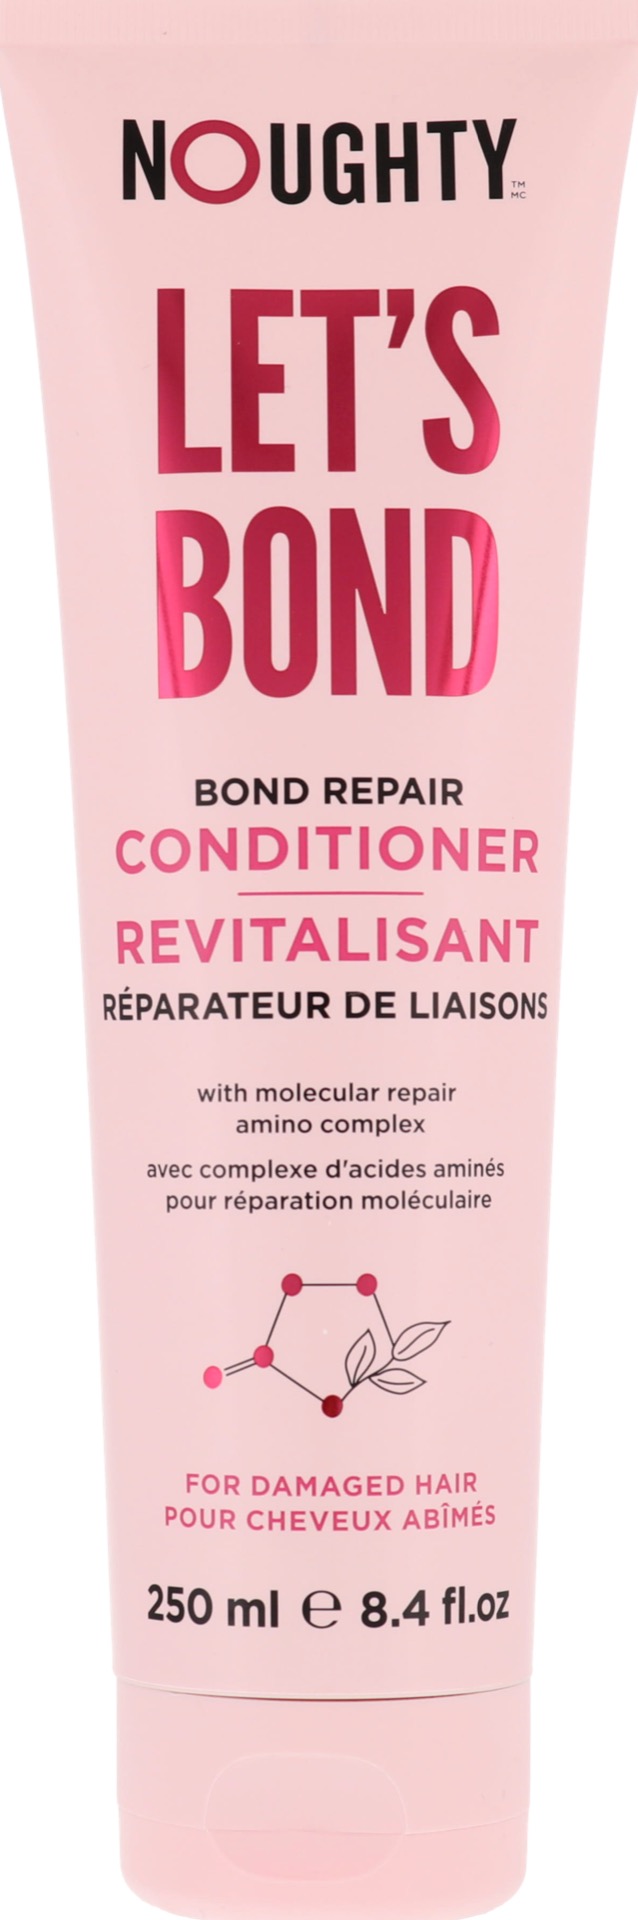 NOUGHTY
TM
MC
LET'S
BOND
BOND REPAIR
CONDITIONER
REVITALISANT
RÉPARATEUR DE LIAISONS
with molecular repair
amino complex
avec complexe d'acides aminés
pour réparation moléculaire
FOR DAMAGED HAIR
POUR CHEVEUX ABÎMÉS
250 ml ℮ 8.4 fl.oz